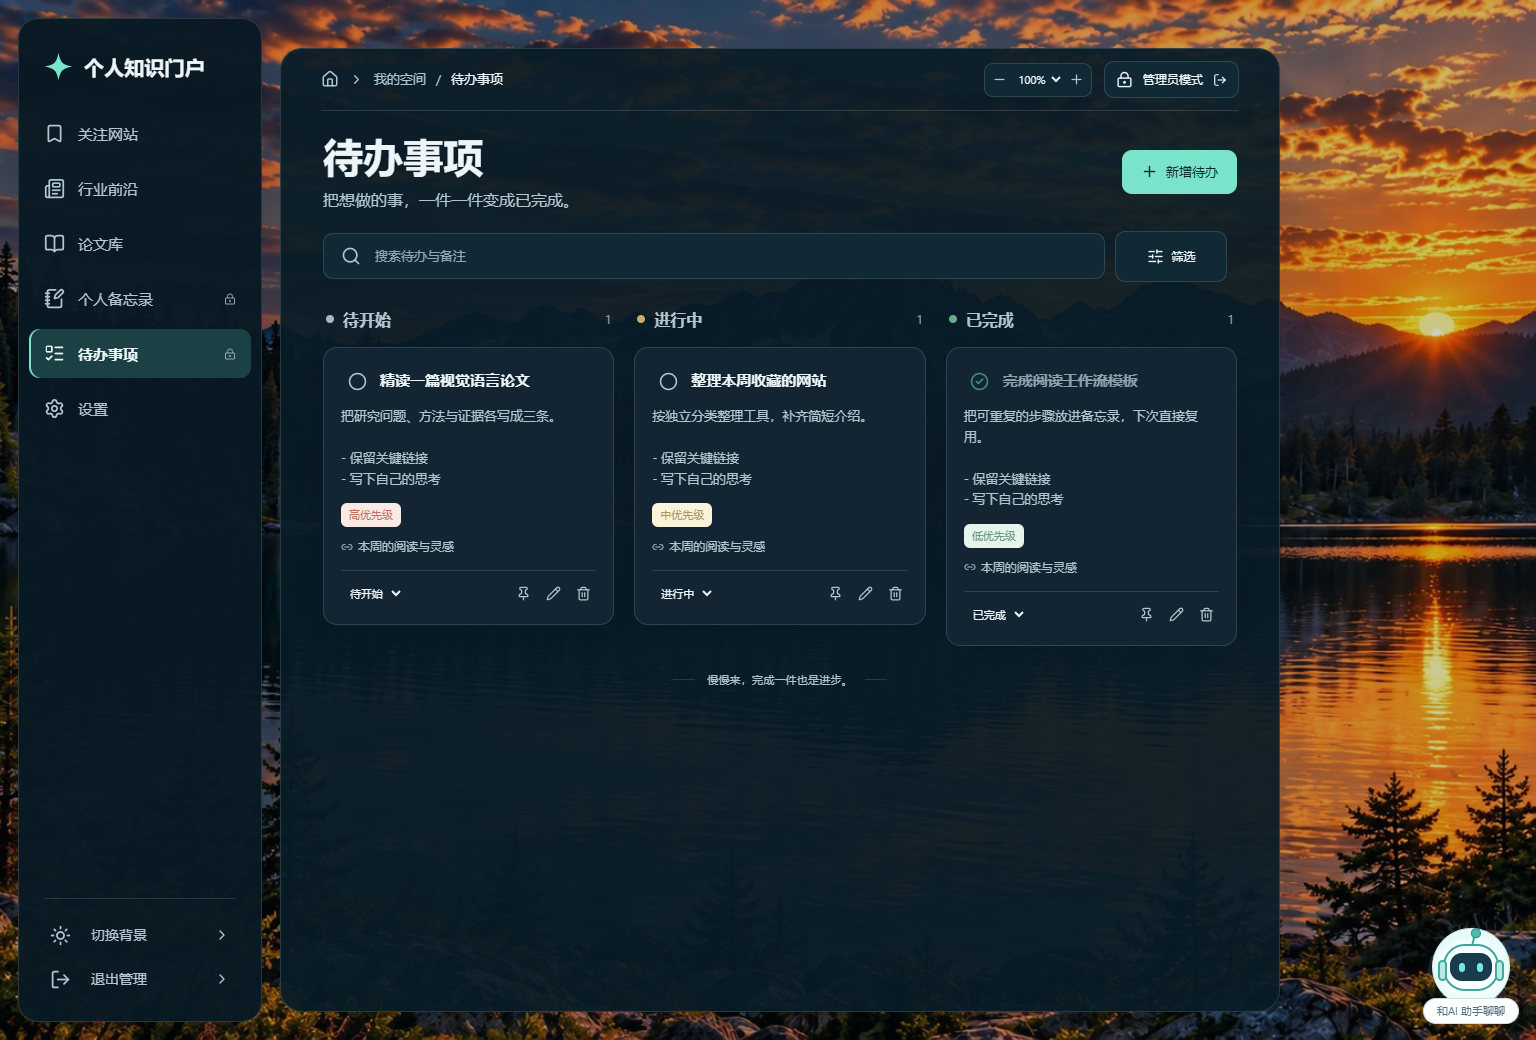 个人知识门户
关注网站
行业前沿
论文库
个人备忘录
待办事项
设置
切换背景
退出管理
我的空间 / 待办事项
100%
管理员模式
待办事项
把想做的事，一件一件变成已完成。
新增待办
搜索待办与备注
筛选
待开始 1
精读一篇视觉语言论文
把研究问题、方法与证据各写成三条。
- 保留关键链接
- 写下自己的思考
高优先级
本周的阅读与灵感
待开始
进行中 1
整理本周收藏的网站
按独立分类整理工具，补齐简短介绍。
- 保留关键链接
- 写下自己的思考
中优先级
本周的阅读与灵感
进行中
已完成 1
完成阅读工作流模板
把可重复的步骤放进备忘录，下次直接复
用。
- 保留关键链接
- 写下自己的思考
低优先级
本周的阅读与灵感
已完成
慢慢来，完成一件也是进步。
和AI 助手聊聊